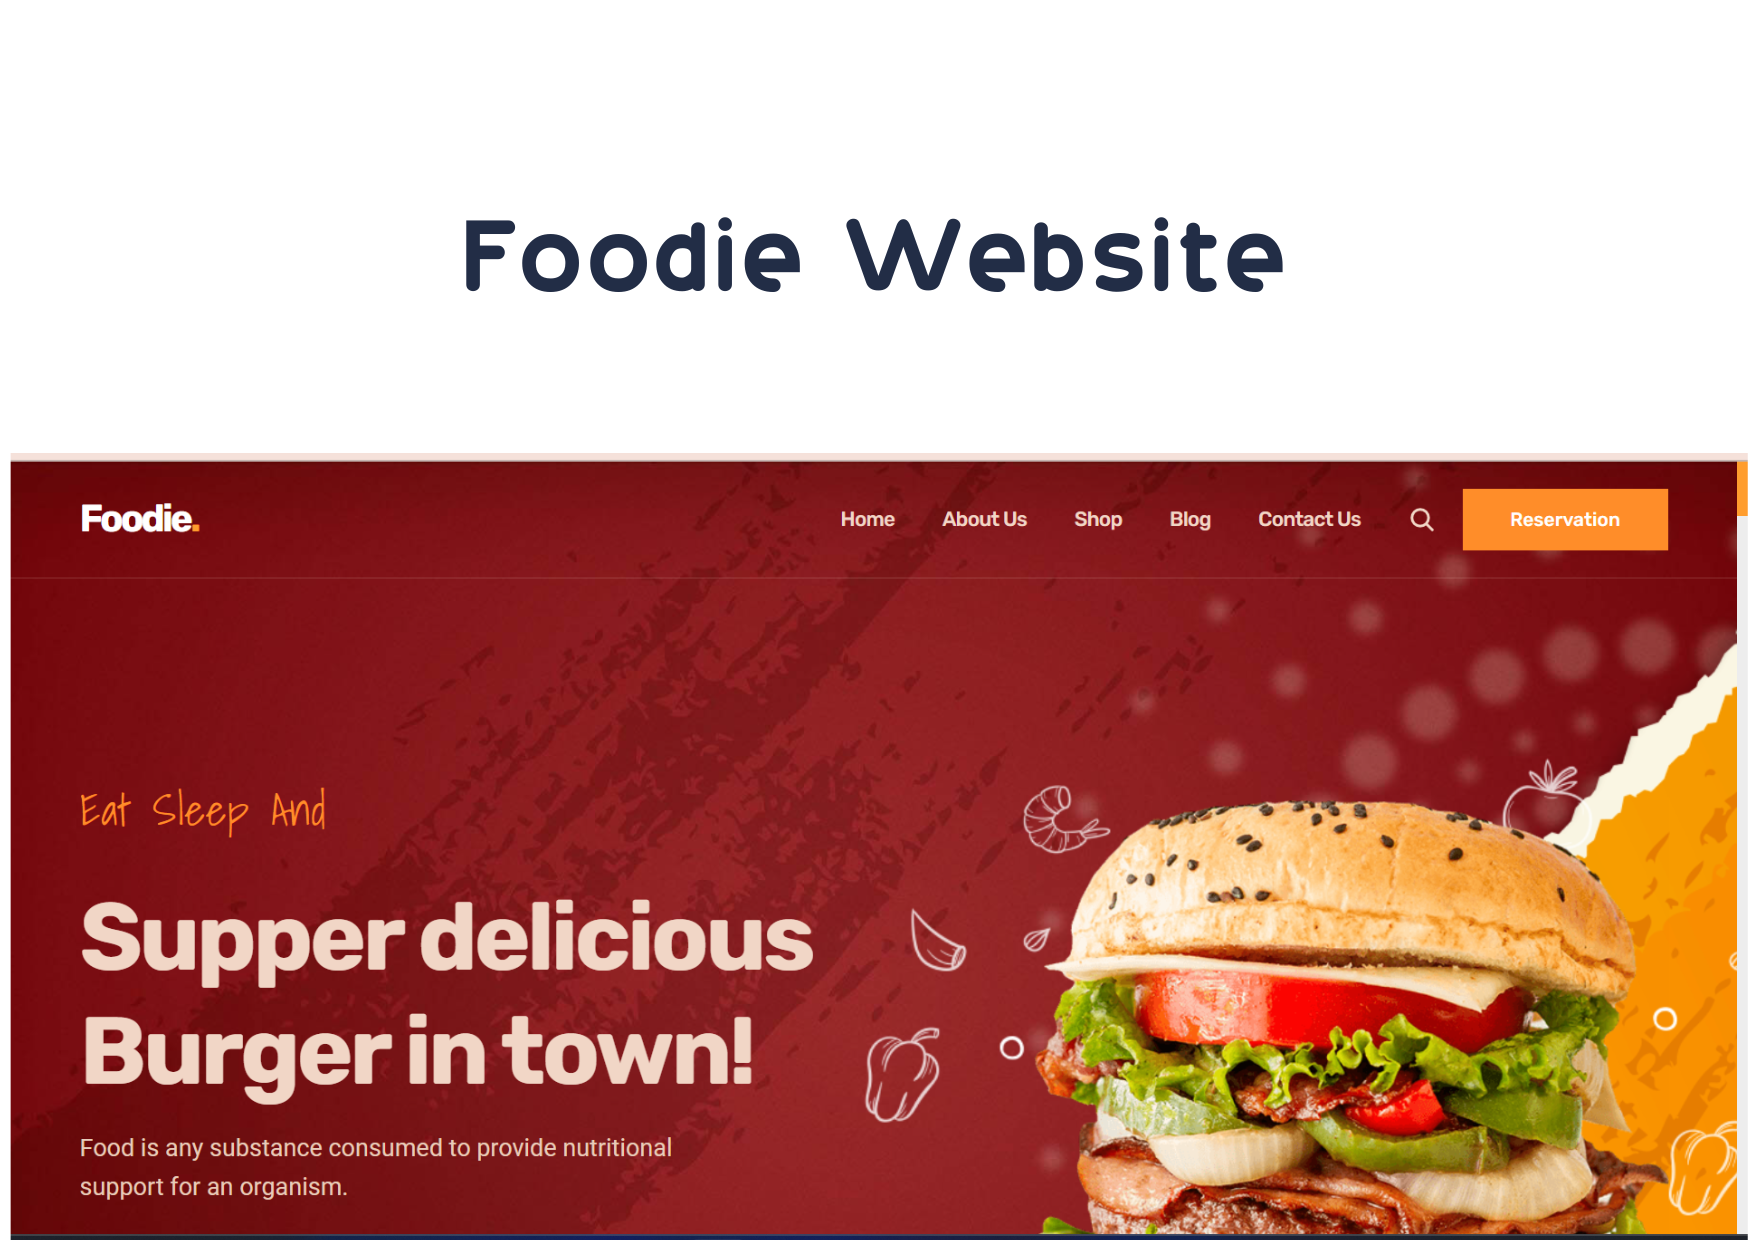 Foodie Website
Foodie.
Home About Us Shop Blog Contact Us Reservation
Eat Sleep And
Supper delicious
Burger in town!
Food is any substance consumed to provide nutritional
support for an organism.